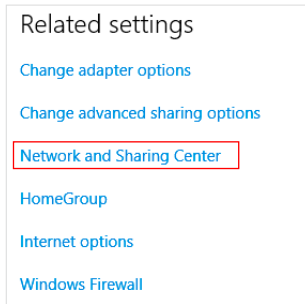 Related settings
Change adapter options
Change advanced sharing options
Network and Sharing Center
HomeGroup
Internet options
Windows Firewall